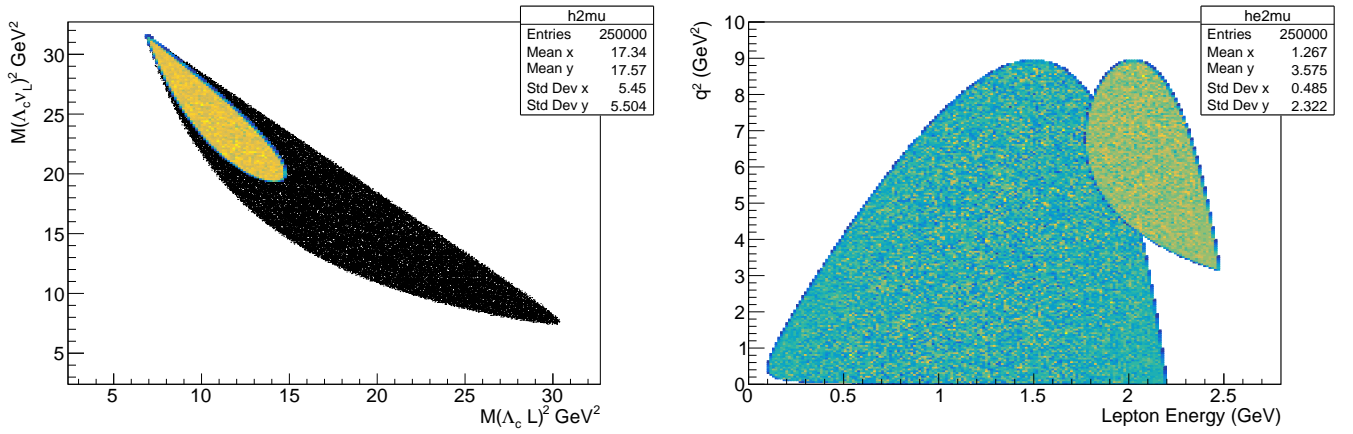 h2mu
Entries 250000
Mean x 17.34
Mean y 17.57
Std Dev x 5.45
Std Dev y 5.504
M(Λc νL)² GeV²
30
25
20
15
10
5
5 10 15 20 25 30
M(Λc L)² GeV²
he2mu
Entries 250000
Mean x 1.267
Mean y 3.575
Std Dev x 0.485
Std Dev y 2.322
q² (GeV²)
10
9
8
7
6
5
4
3
2
1
0
0 0.5 1 1.5 2 2.5
Lepton Energy (GeV)